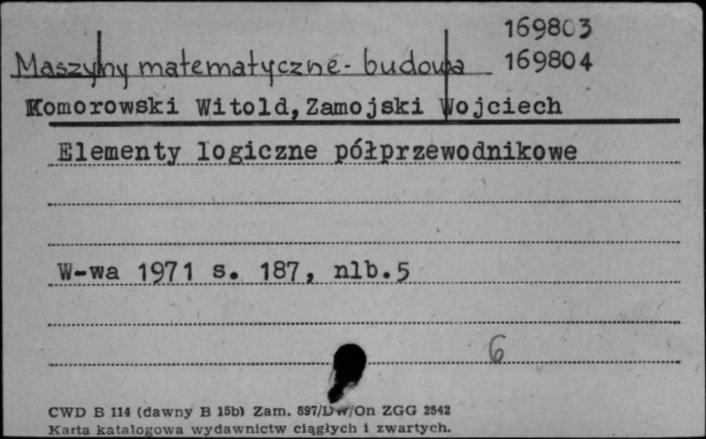 169803
Maszyny matematyczne - budowa 169804
Komorowski Witold, Zamojski Wojciech
Elementy logiczne półprzewodnikowe
W-wa 1971 s. 187, nlb.5
6
CWD B 114 (dawny B 15b) Zam. 897/DW/On ZGG 2542
Karta katalogowa wydawnictw ciągłych i zwartych.